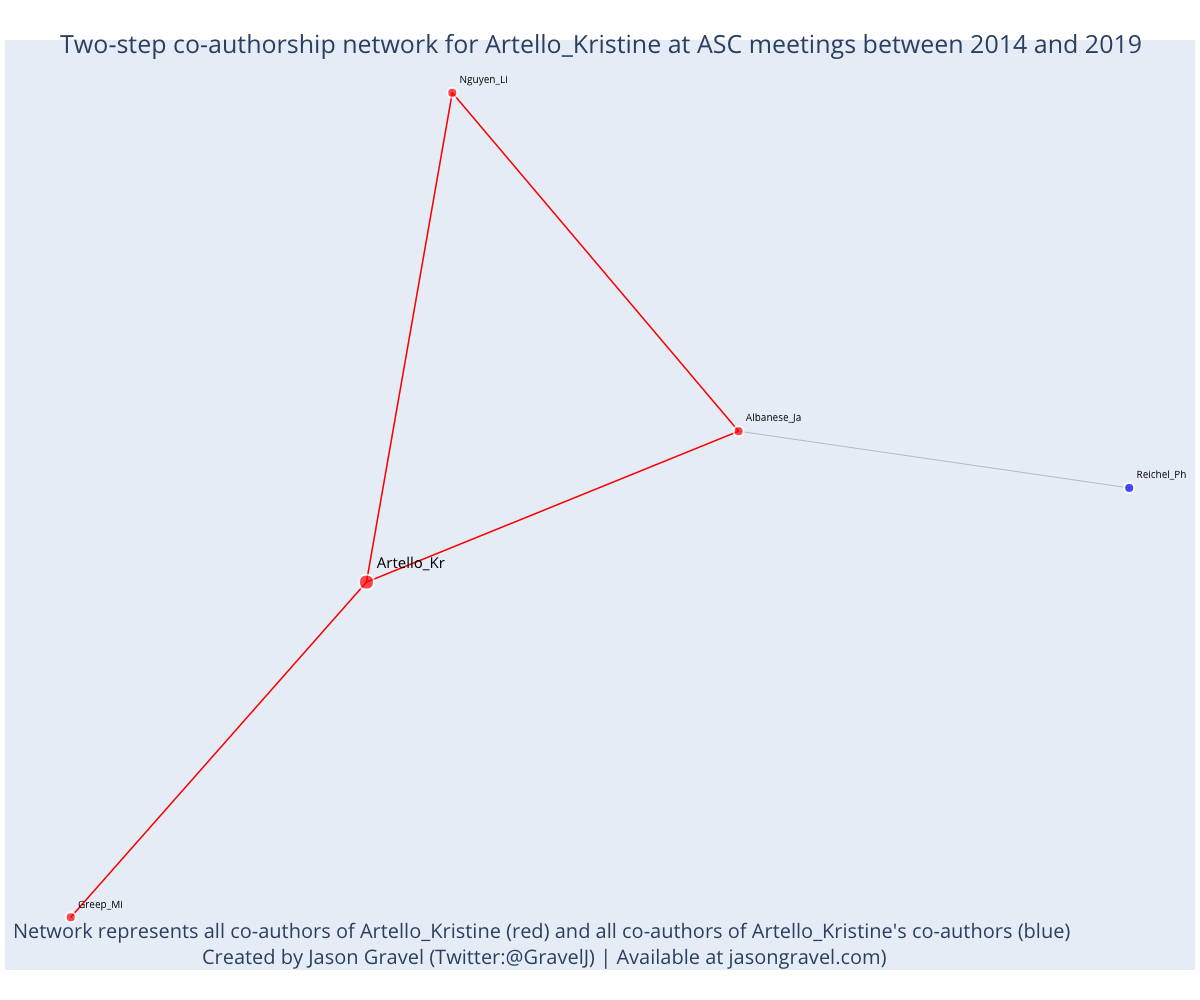 Two-step co-authorship network for Artello_Kristine at ASC meetings between 2014 and 2019
Nguyen_Li
Albanese_Ja
Reichel_Ph
Artello_Kr
Greep_Mi
Network represents all co-authors of Artello_Kristine (red) and all co-authors of Artello_Kristine's co-authors (blue)
Created by Jason Gravel (Twitter:@GravelJ) | Available at jasongravel.com)